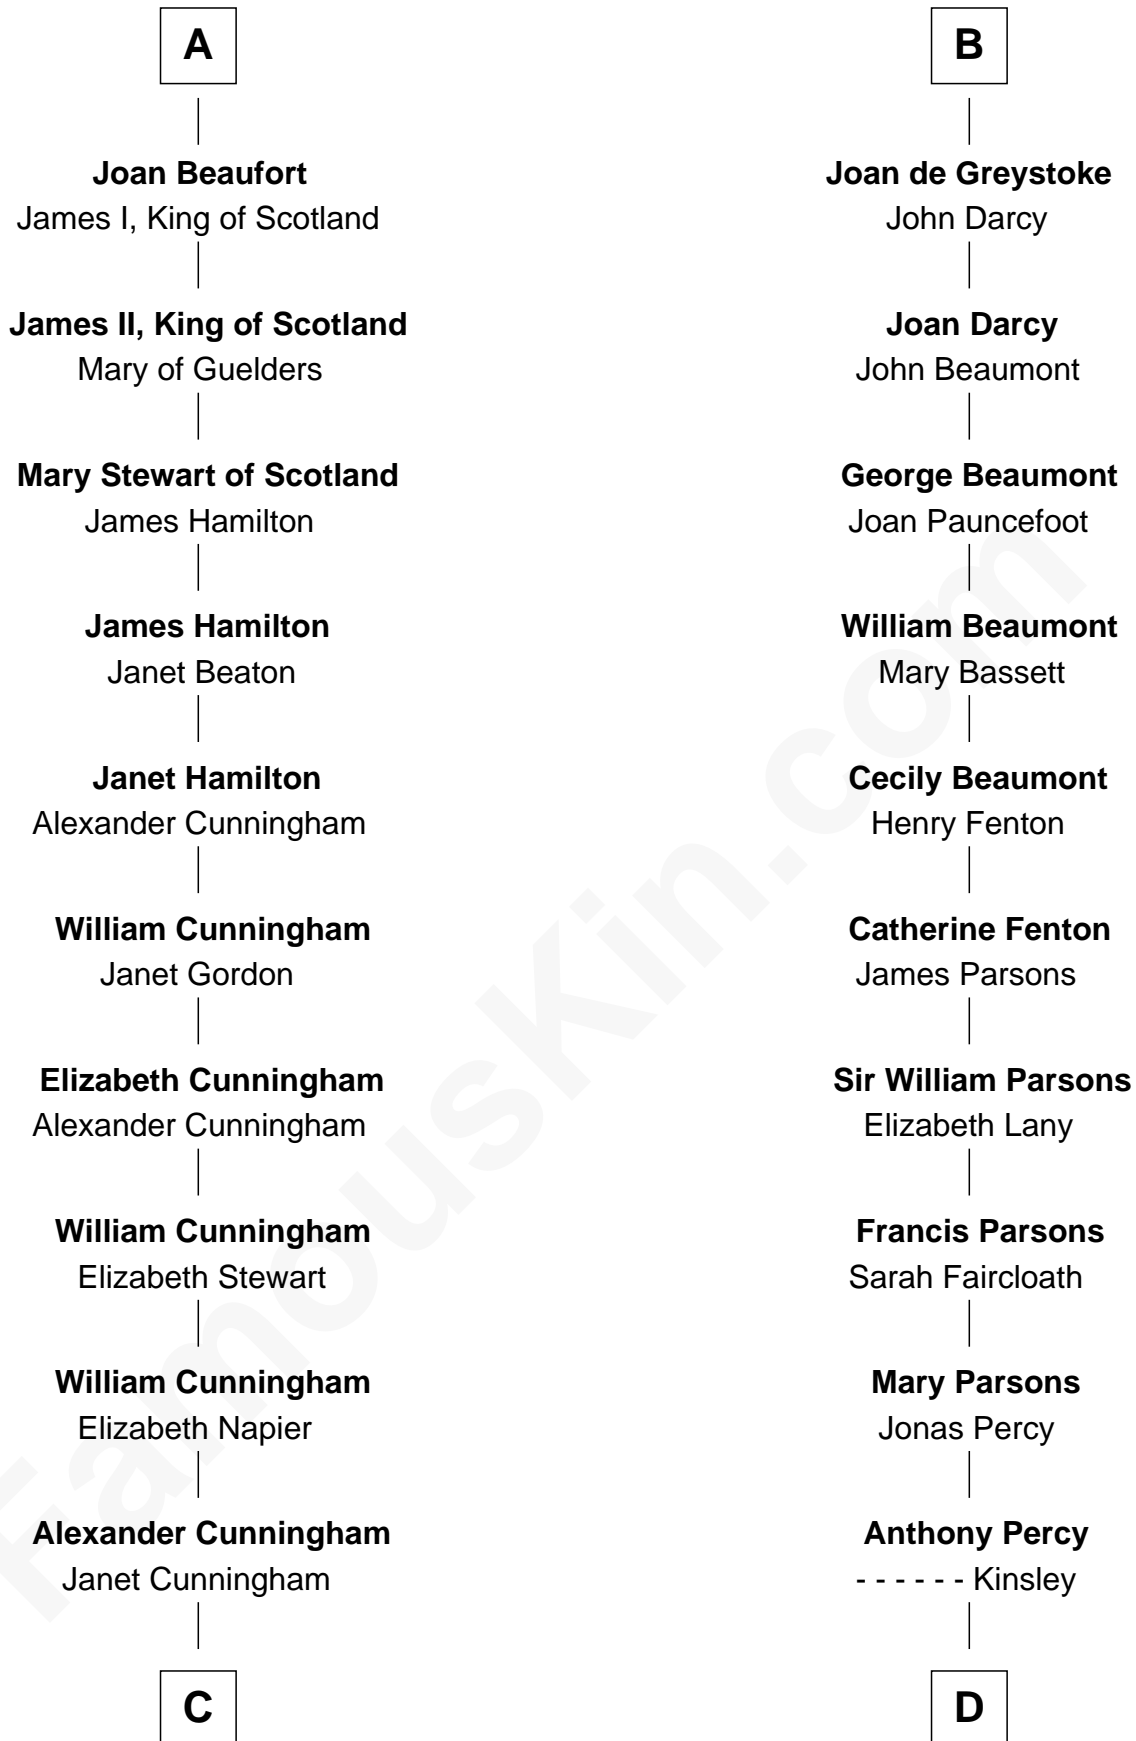 A
Joan Beaufort
James I, King of Scotland
James II, King of Scotland
Mary of Guelders
Mary Stewart of Scotland
James Hamilton
James Hamilton
Janet Beaton
Janet Hamilton
Alexander Cunningham
William Cunningham
Janet Gordon
Elizabeth Cunningham
Alexander Cunningham
William Cunningham
Elizabeth Stewart
William Cunningham
Elizabeth Napier
Alexander Cunningham
Janet Cunningham
C
B
Joan de Greystoke
John Darcy
Joan Darcy
John Beaumont
George Beaumont
Joan Pauncefoot
William Beaumont
Mary Bassett
Cecily Beaumont
Henry Fenton
Catherine Fenton
James Parsons
Sir William Parsons
Elizabeth Lany
Francis Parsons
Sarah Faircloath
Mary Parsons
Jonas Percy
Anthony Percy
- - - - - - Kinsley
D
FamousKin.com